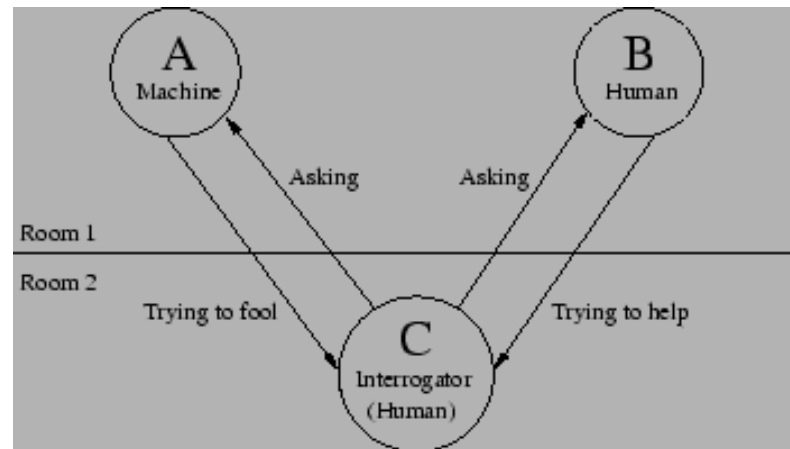 A
Machine
B
Human
Asking
Asking
Room 1
Room 2
Trying to fool
Trying to help
C
Interrogator
(Human)